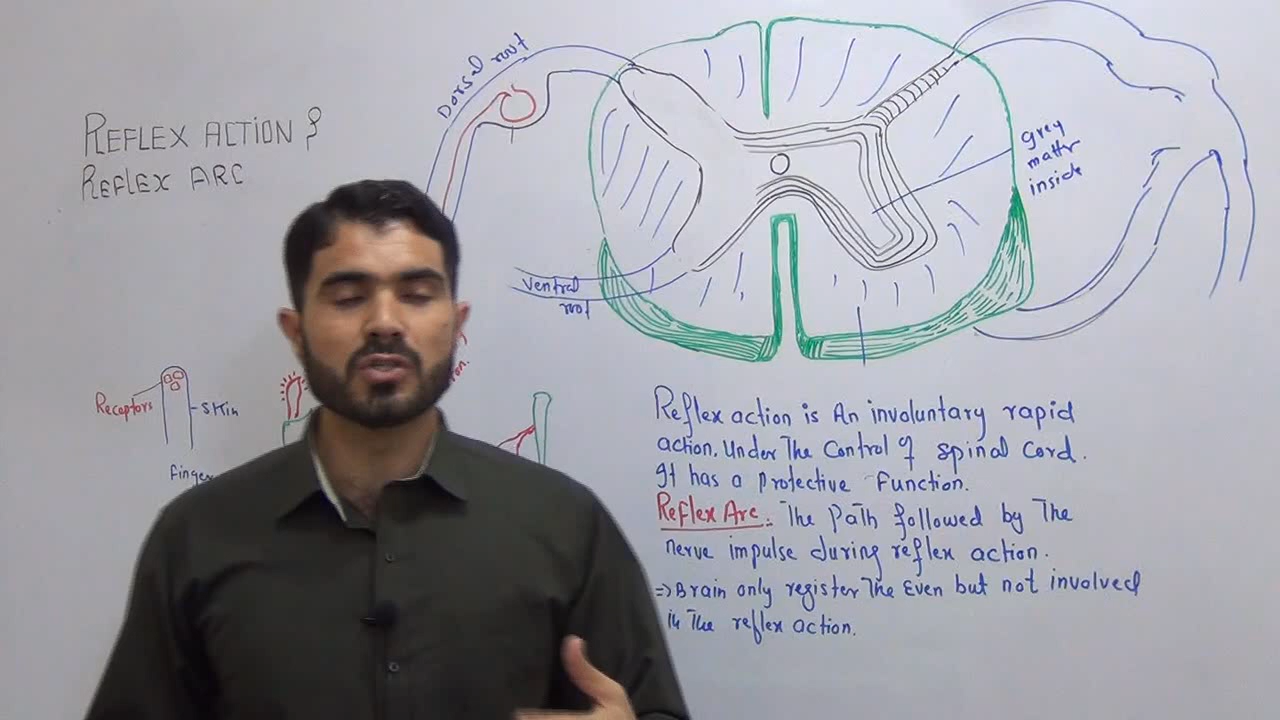 REFLEX ACTION &
REFLEX ARC
Dorsal root
grey
matter
inside
Ventral
root
Receptors
Skin
Reflex action is An involuntary rapid
action. Under The Control of spinal Cord.
It has a Protective Function.
Reflex Arc :. The Path followed by The
nerve impulse during reflex action.
⇒ Brain only register The Even but not involved
in The reflex action.